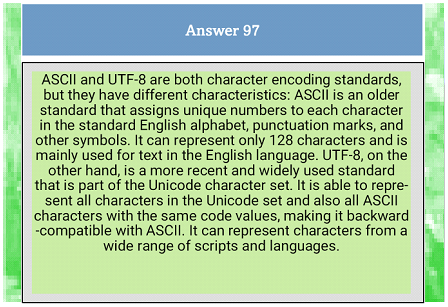 Answer 97
ASCII and UTF-8 are both character encoding standards,
but they have different characteristics: ASCII is an older
standard that assigns unique numbers to each character
in the standard English alphabet, punctuation marks, and
other symbols. It can represent only 128 characters and is
mainly used for text in the English language. UTF-8, on the
other hand, is a more recent and widely used standard
that is part of the Unicode character set. It is able to repre-
sent all characters in the Unicode set and also all ASCII
characters with the same code values, making it backward
-compatible with ASCII. It can represent characters from a
wide range of scripts and languages.